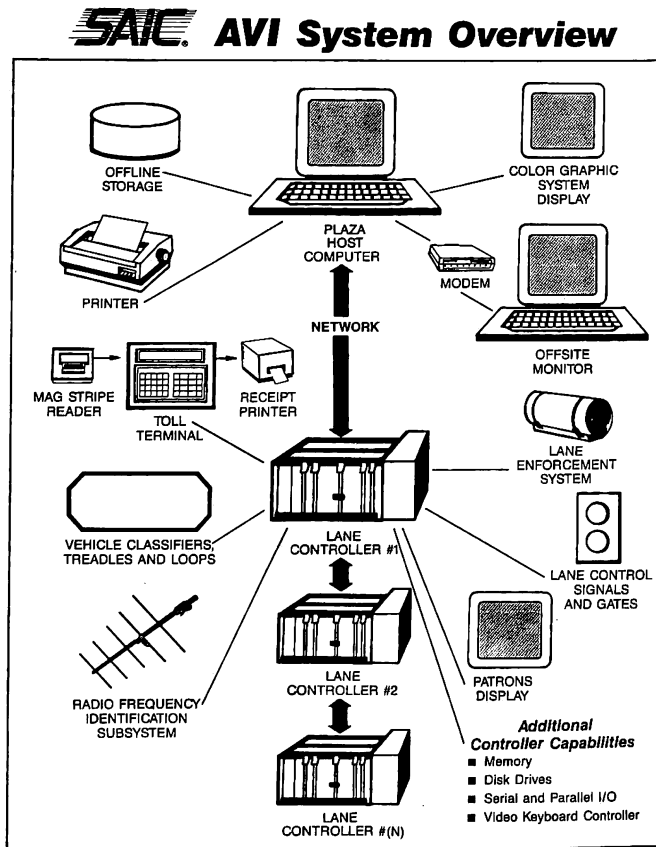 SAIC. AVI System Overview
OFFLINE
STORAGE
COLOR GRAPHIC
SYSTEM
DISPLAY
PLAZA
HOST
COMPUTER
PRINTER
MODEM
NETWORK
OFFSITE
MONITOR
MAG STRIPE
READER
TOLL
TERMINAL
RECEIPT
PRINTER
LANE
ENFORCEMENT
SYSTEM
VEHICLE CLASSIFIERS,
TREADLES AND LOOPS
LANE
CONTROLLER #1
LANE CONTROL
SIGNALS
AND GATES
RADIO FREQUENCY
IDENTIFICATION
SUBSYSTEM
LANE
CONTROLLER #2
PATRONS
DISPLAY
LANE
CONTROLLER #(N)
Additional
Controller Capabilities
■ Memory
■ Disk Drives
■ Serial and Parallel I/O
■ Video Keyboard Controller